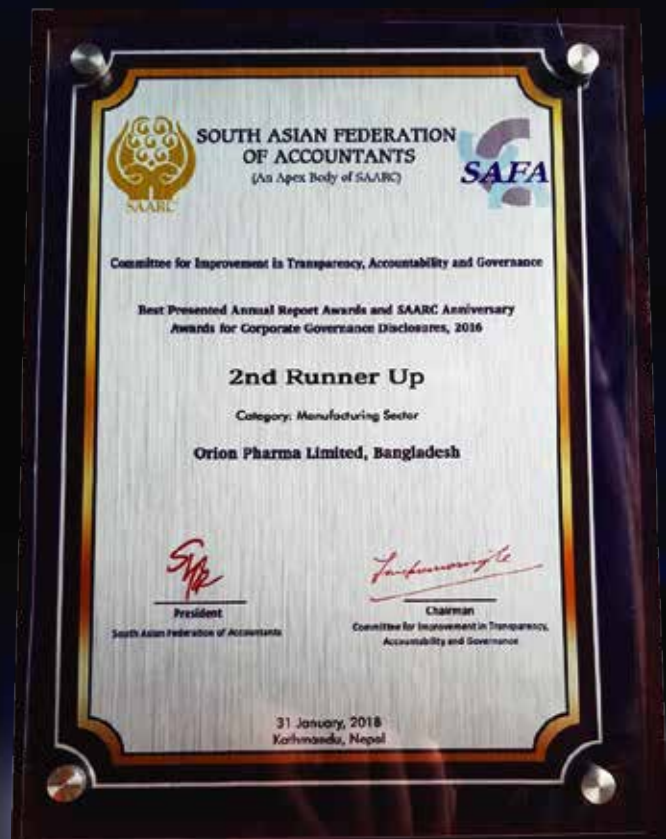 SAARC
SOUTH ASIAN FEDERATION
OF ACCOUNTANTS
(An Apex Body of SAARC)
SAFA
Committee for Improvement in Transparency, Accountability and Governance
Best Presented Annual Report Awards and SAARC Anniversary
Awards for Corporate Governance Disclosures, 2016
2nd Runner Up
Category: Manufacturing Sector
Orion Pharma Limited, Bangladesh
President
South Asian Federation of Accountants
Chairman
Committee for Improvement in Transparency,
Accountability and Governance
31 January, 2018
Kathmandu, Nepal